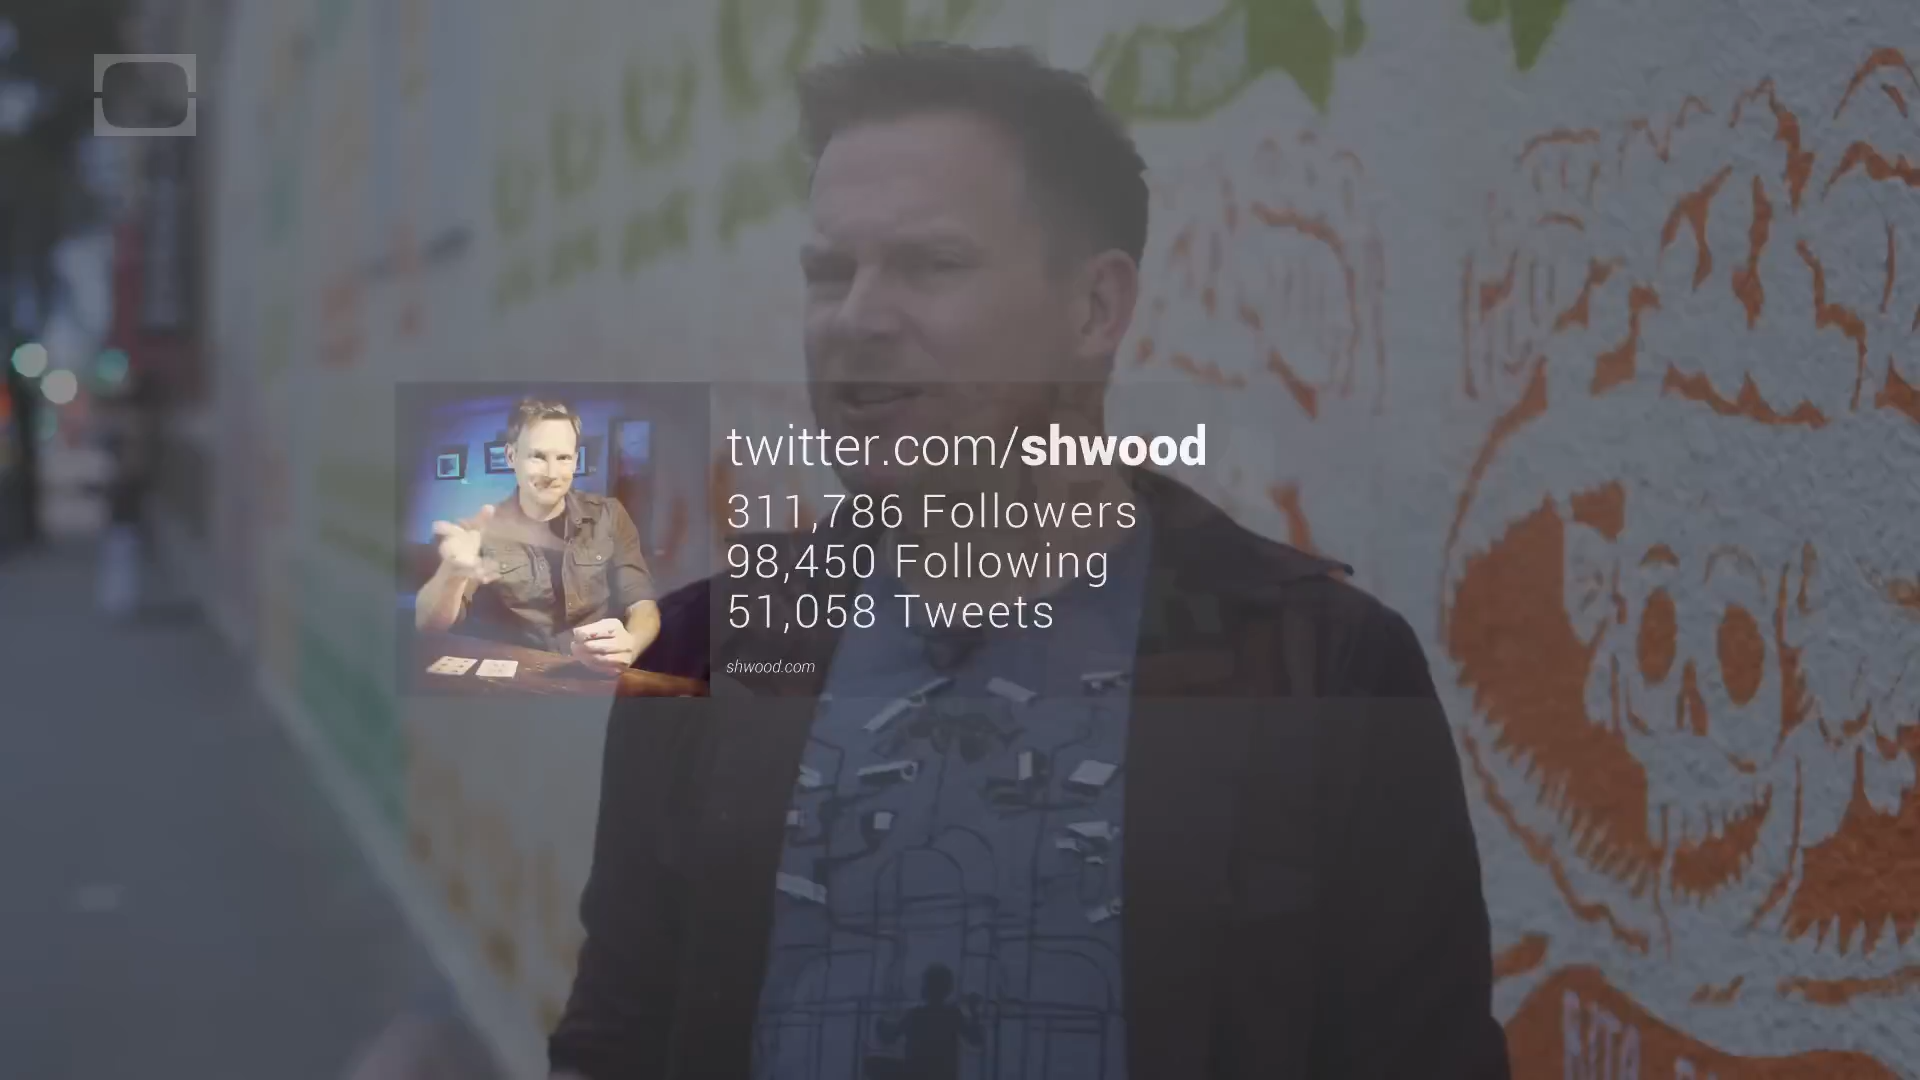 twitter.com/shwood
311,786 Followers
98,450 Following
51,058 Tweets
shwood.com